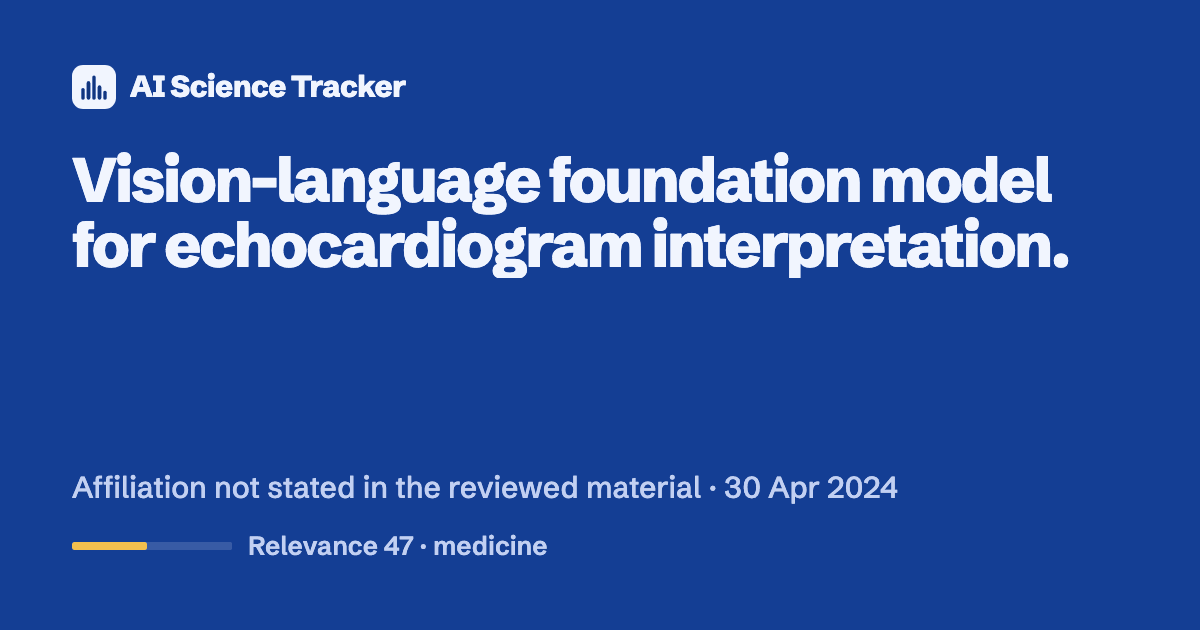 AI Science Tracker
Vision-language foundation model
for echocardiogram interpretation.
Affiliation not stated in the reviewed material · 30 Apr 2024
Relevance 47 · medicine